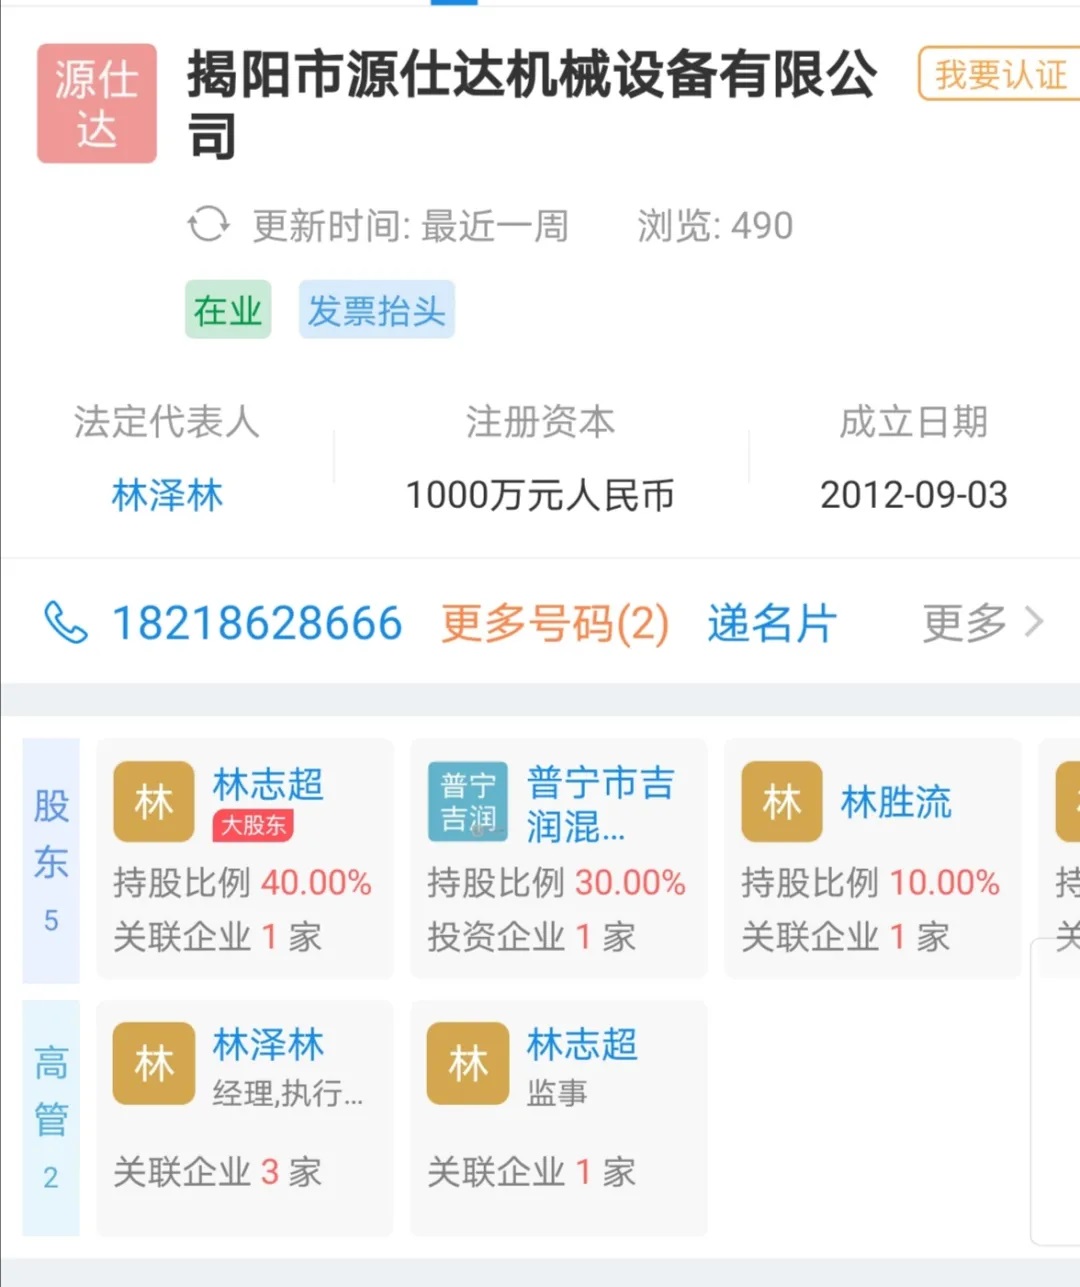 源仕
达
揭阳市源仕达机械设备有限公
司
我要认证
更新时间: 最近一周 浏览: 490
在业 发票抬头
法定代表人 注册资本 成立日期
林泽林 1000万元人民币 2012-09-03
18218628666 更多号码(2) 递名片 更多
股
东
5
林 林志超
大股东
持股比例 40.00%
关联企业 1 家
普宁
吉润
普宁市吉
润混...
持股比例 30.00%
投资企业 1 家
林 林胜流
持股比例 10.00%
关联企业 1 家
持
关
高
管
2
林 林泽林
经理,执行...
关联企业 3 家
林 林志超
监事
关联企业 1 家